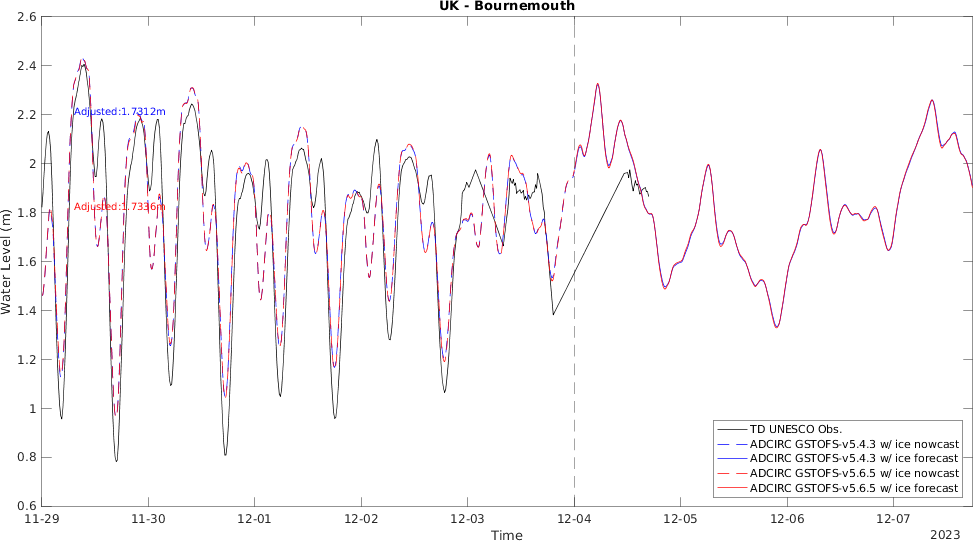 UK - Bournemouth
2.6
2.4
2.2
2
1.8
1.6
1.4
1.2
1
0.8
0.6
Water Level (m)
Adjusted:1.7312m
Adjusted:1.7336m
TD UNESCO Obs.
ADCIRC GSTOFS-v5.4.3 w/ ice nowcast
ADCIRC GSTOFS-v5.4.3 w/ ice forecast
ADCIRC GSTOFS-v5.6.5 w/ ice nowcast
ADCIRC GSTOFS-v5.6.5 w/ ice forecast
11-29 11-30 12-01 12-02 12-03 12-04 12-05 12-06 12-07
Time
2023